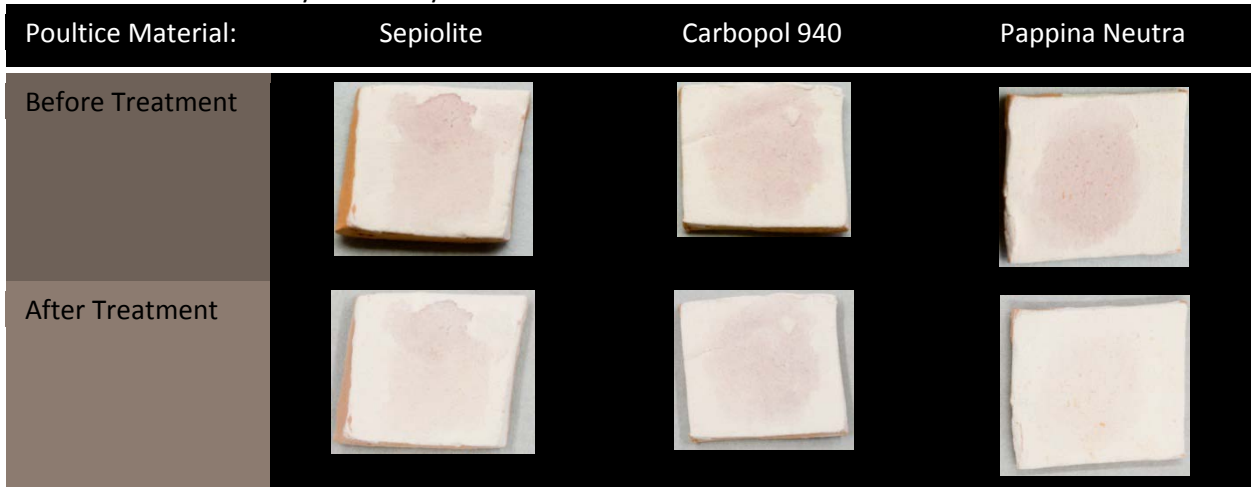 Poultice Material: Sepiolite Carbopol 940 Pappina Neutra
Before Treatment
After Treatment